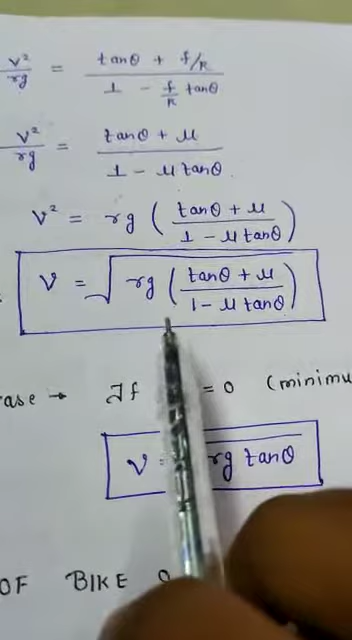 v²/rg = (tanθ + f/R) / (1 - f/R tanθ)
v²/rg = (tanθ + μ) / (1 - μ tanθ)
v² = rg ( (tanθ + μ) / (1 - μ tanθ) )
v = √( rg ( (tanθ + μ) / (1 - μ tanθ) ) )
ase → If = 0 (minimu
v = rg tanθ
OF BIKE